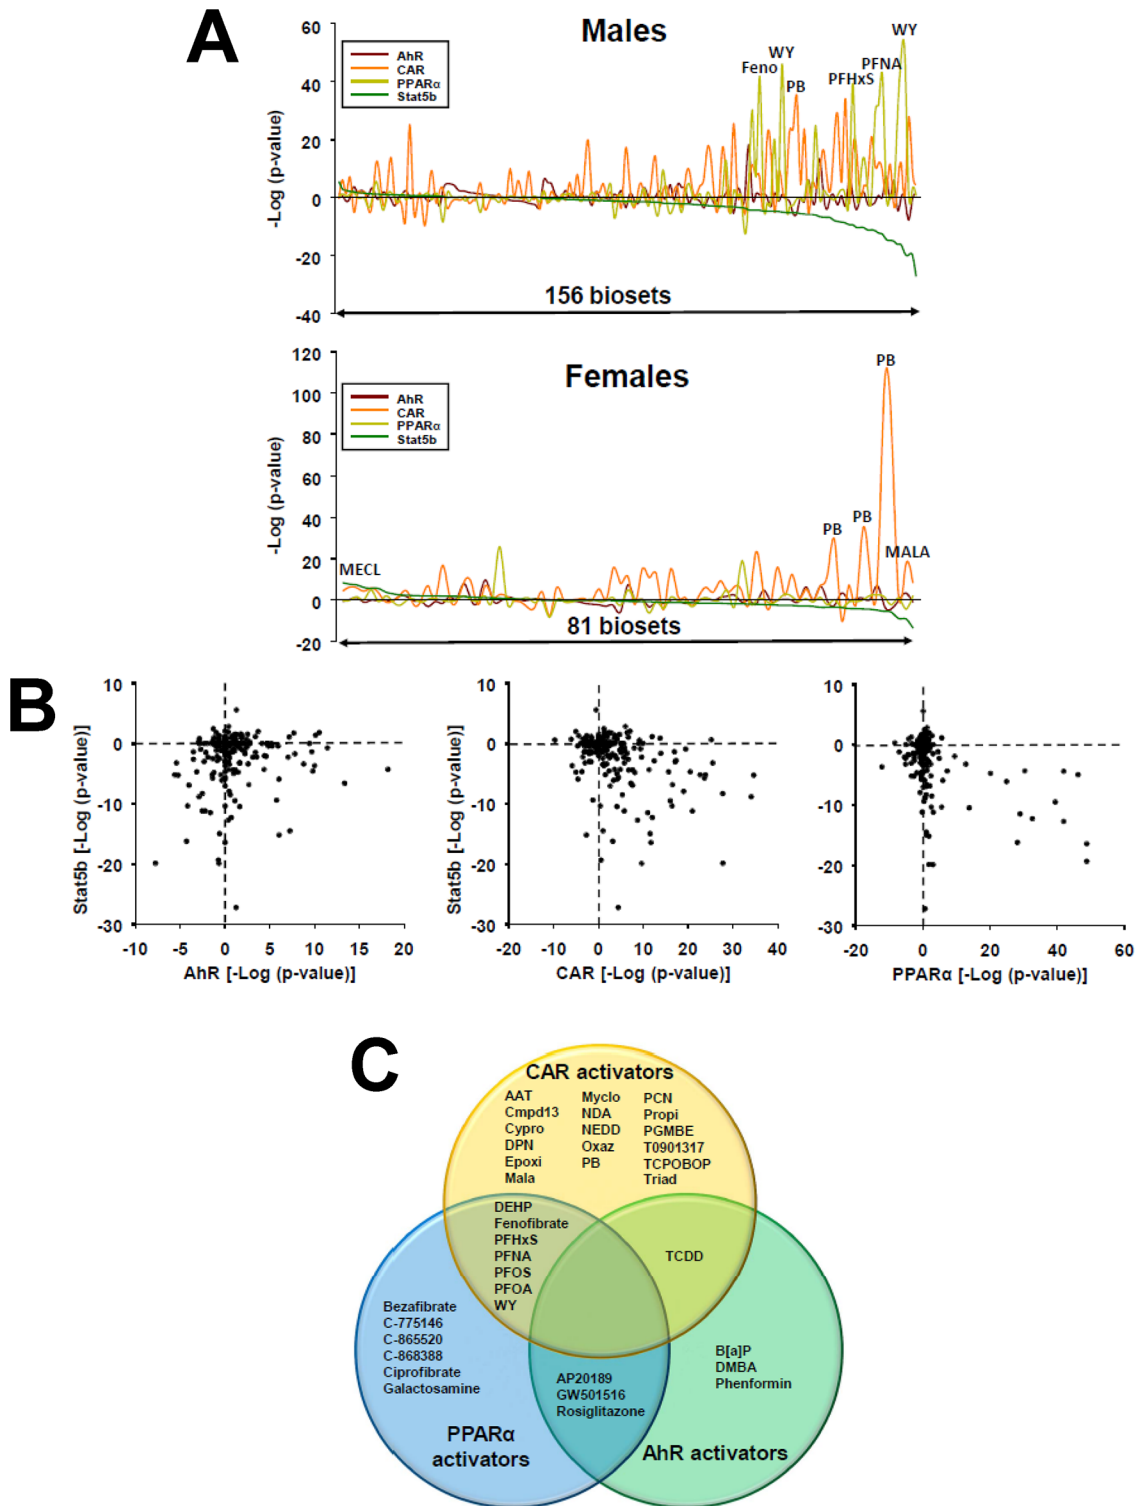 A
Males
60
40
20
0
-20
-40
-Log (p-value)
AhR
CAR
PPARα
Stat5b
Feno
WY
PB
PFHxS
PFNA
WY
156 biosets
Females
120
100
80
60
40
20
0
-20
-Log (p-value)
AhR
CAR
PPARα
Stat5b
MECL
PB
PB
PB
MALA
81 biosets
B
10
0
-10
-20
-30
Stat5b [-Log (p-value)]
-10 -5 0 5 10 15 20
AhR [-Log (p-value)]
10
0
-10
-20
-30
Stat5b [-Log (p-value)]
-20 -10 0 10 20 30 40
CAR [-Log (p-value)]
10
0
-10
-20
-30
-20 0 20 40 60
PPARα [-Log (p-value)]
C
CAR activators
AAT Myclo PCN
Cmpd13 NDA Propi
Cypro NEDD PGMBE
DPN Oxaz T0901317
Epoxi PB TCPOBOP
Mala Triad
DEHP
Fenofibrate
PFHxS
PFNA
PFOS
PFOA
WY
TCDD
Bezafibrate
C-775146
C-865520
C-868388
Ciprofibrate
Galactosamine
AP20189
GW501516
Rosiglitazone
B[a]P
DMBA
Phenformin
PPARα
activators
AhR activators